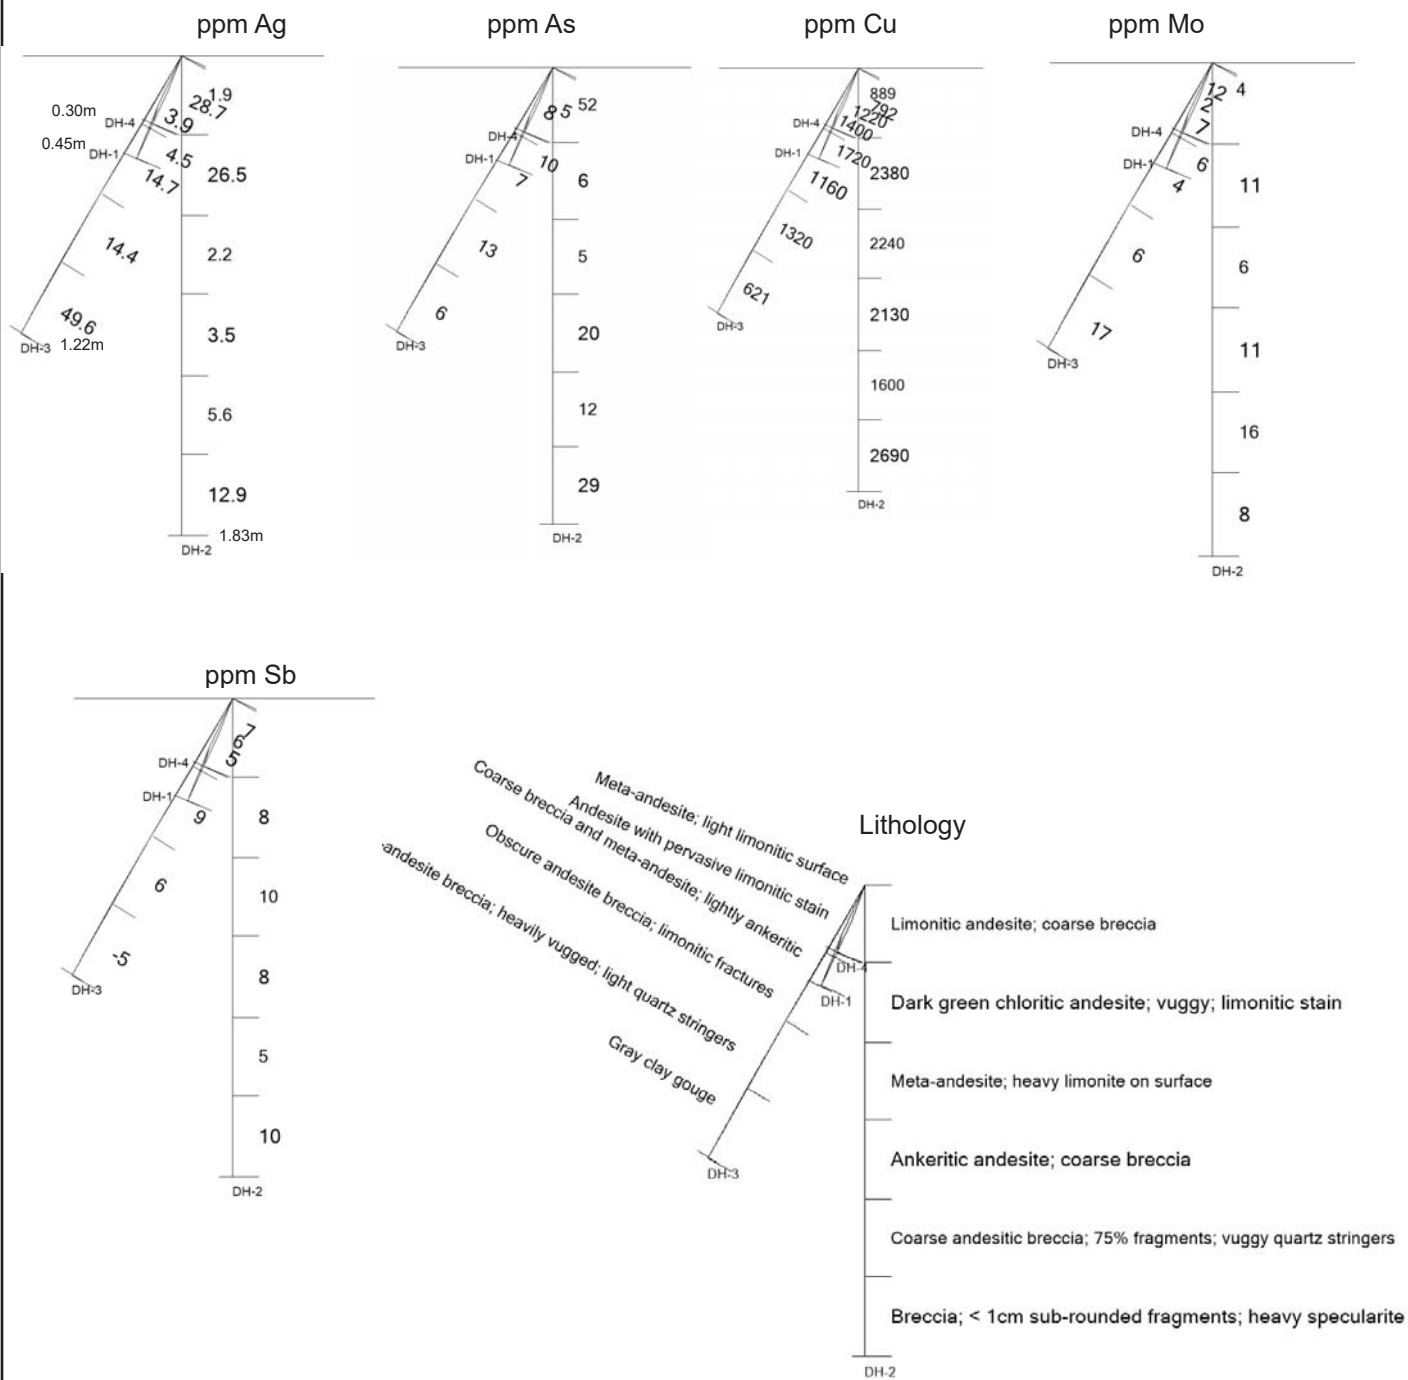 ppm Ag
1.9
28.7
0.30m
3.9
DH-4
0.45m
DH-1
4.5
14.7
26.5
14.4
2.2
49.6
3.5
DH-3
1.22m
5.6
12.9
1.83m
DH-2
ppm As
52
8
5
DH-4
DH-1
10
7
6
13
5
6
20
DH-3
12
29
DH-2
ppm Cu
889
792
1220
DH-4
1400
DH-1
1720
2380
1160
1320
2240
621
2130
DH-3
1600
2690
DH-2
ppm Mo
12
4
2
DH-4
7
DH-1
6
4
11
6
6
17
11
DH-3
16
8
DH-2
ppm Sb
7
6
5
DH-4
DH-1
9
8
6
10
-5
8
DH-3
5
10
DH-2
Lithology
Meta-andesite; light limonitic surface
Andesite with pervasive limonitic stain
Coarse breccia and meta-andesite; lightly ankeritic
Obscure andesite breccia; limonitic fractures
-andesite breccia; heavily vugged; light quartz stringers
Gray clay gouge
DH-4
DH-1
DH-3
Limonitic andesite; coarse breccia
Dark green chloritic andesite; vuggy; limonitic stain
Meta-andesite; heavy limonite on surface
Ankeritic andesite; coarse breccia
Coarse andesitic breccia; 75% fragments; vuggy quartz stringers
Breccia; < 1cm sub-rounded fragments; heavy specularite
DH-2